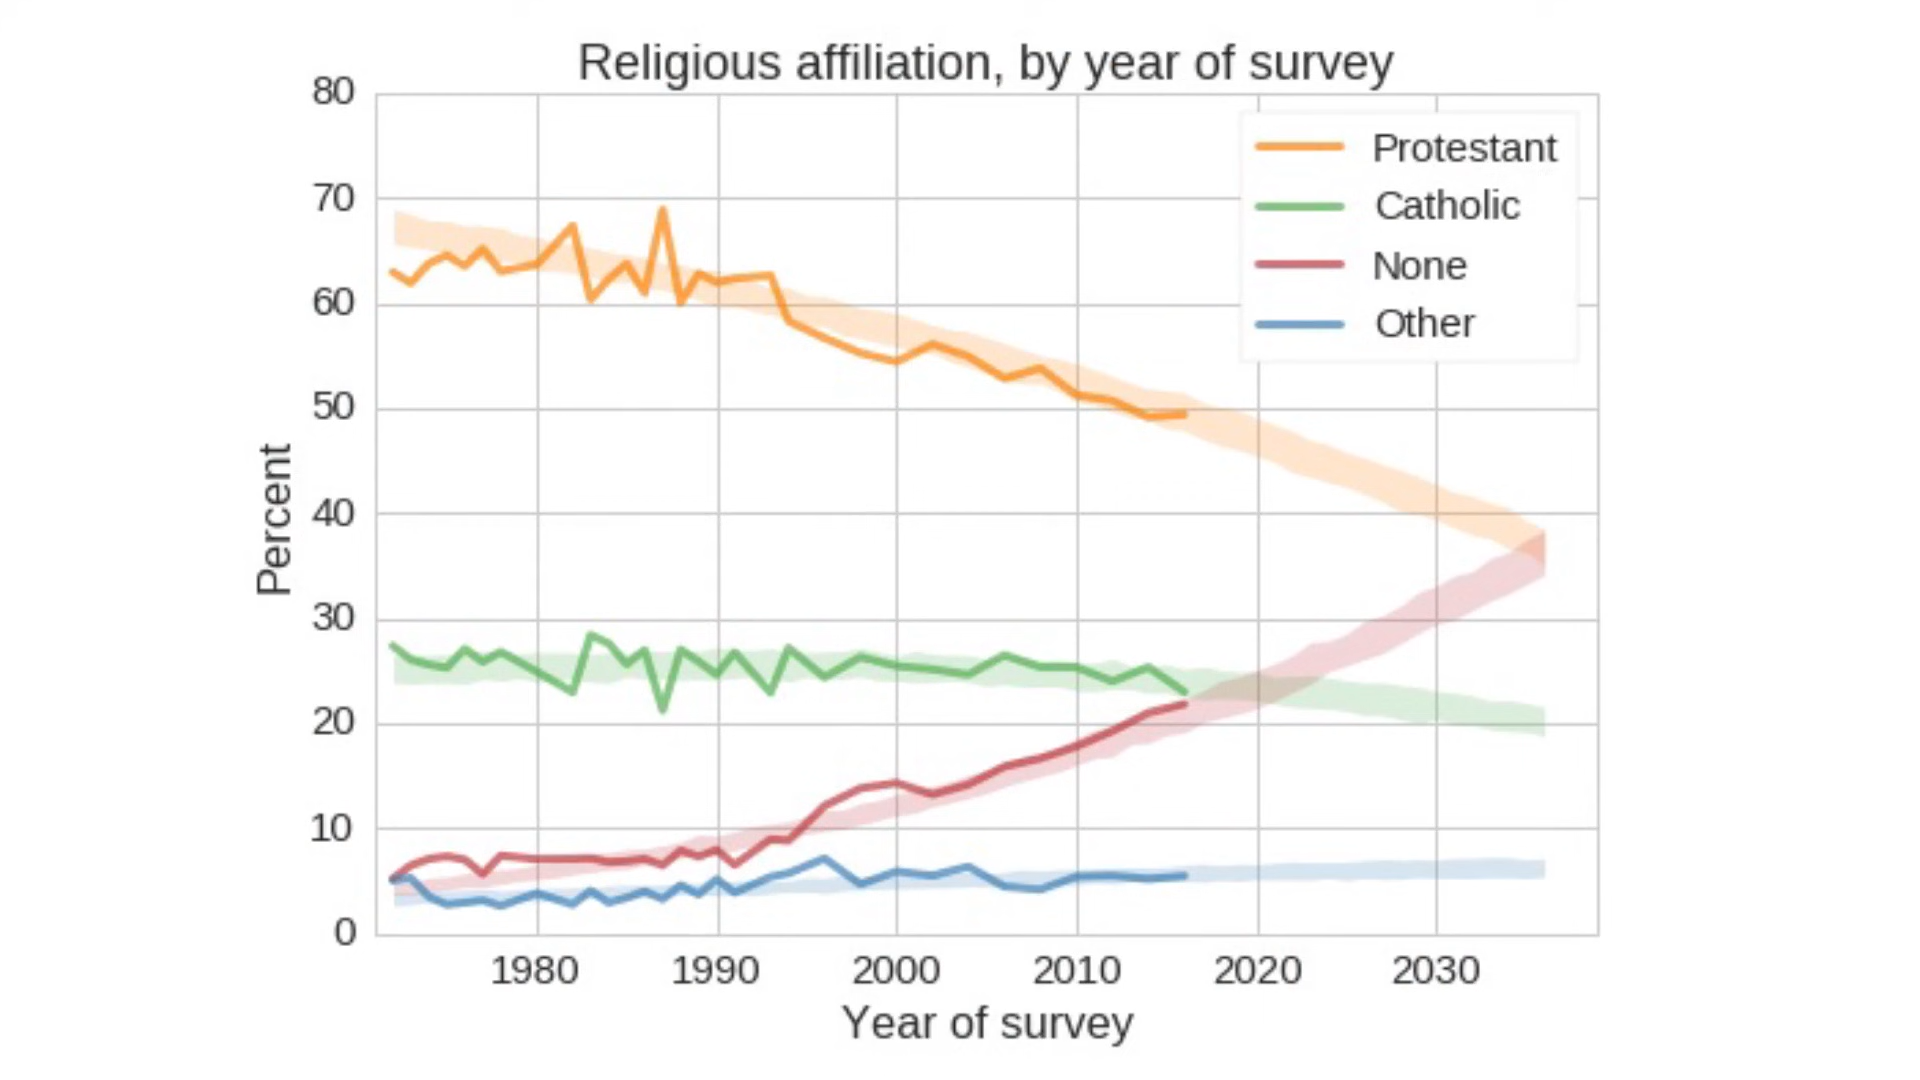 Religious affiliation, by year of survey
80
70
60
50
40
30
20
10
0
Percent
Protestant
Catholic
None
Other
1980 1990 2000 2010 2020 2030
Year of survey